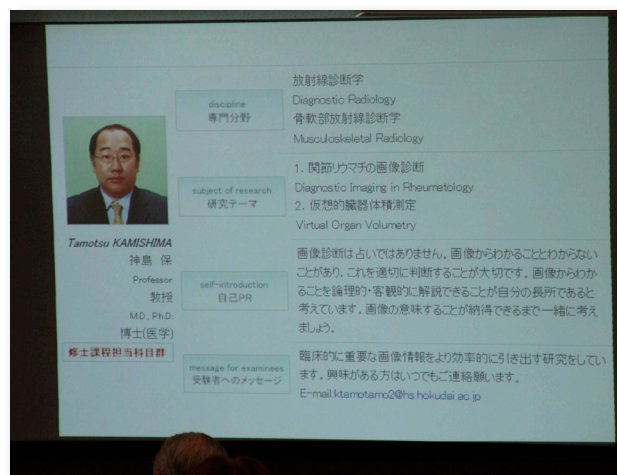 Tamotsu KAMISHIMA
神島 保
Professor
教授
M.D., PhD.
博士(医学)
修士課程担当科目群
discipline
専門分野
放射線診断学
Diagnostic Radiology
骨軟部放射線診断学
Musculoskeletal Radiology
subject of research
研究テーマ
1. 関節リウマチの画像診断
Diagnostic Imaging in Rheumatology
2. 仮想的臓器体積測定
Virtual Organ Volumetry
self-introduction
自己PR
画像診断は占いではありません。画像からわかることとわからない
ことがあり、これを適切に判断することが大切です。画像からわか
ることを論理的・客観的に解説できることが自分の長所であると
考えています。画像の意味することが納得できるまで一緒に考え
ましょう。
message for examinees
受験者へのメッセージ
臨床的に重要な画像情報をより効率的に引き出す研究をしてい
ます。興味がある方はいつでもご連絡願います。
E-mail:ktamotamo2@hs.hokudai.ac.jp